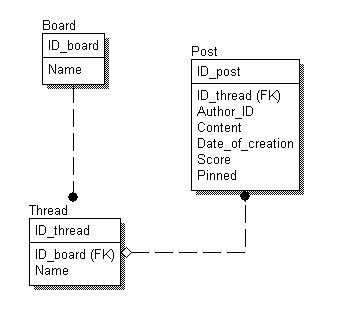 Board
ID_board
Name
Post
ID_post
ID_thread (FK)
Author_ID
Content
Date_of_creation
Score
Pinned
Thread
ID_thread
ID_board (FK)
Name